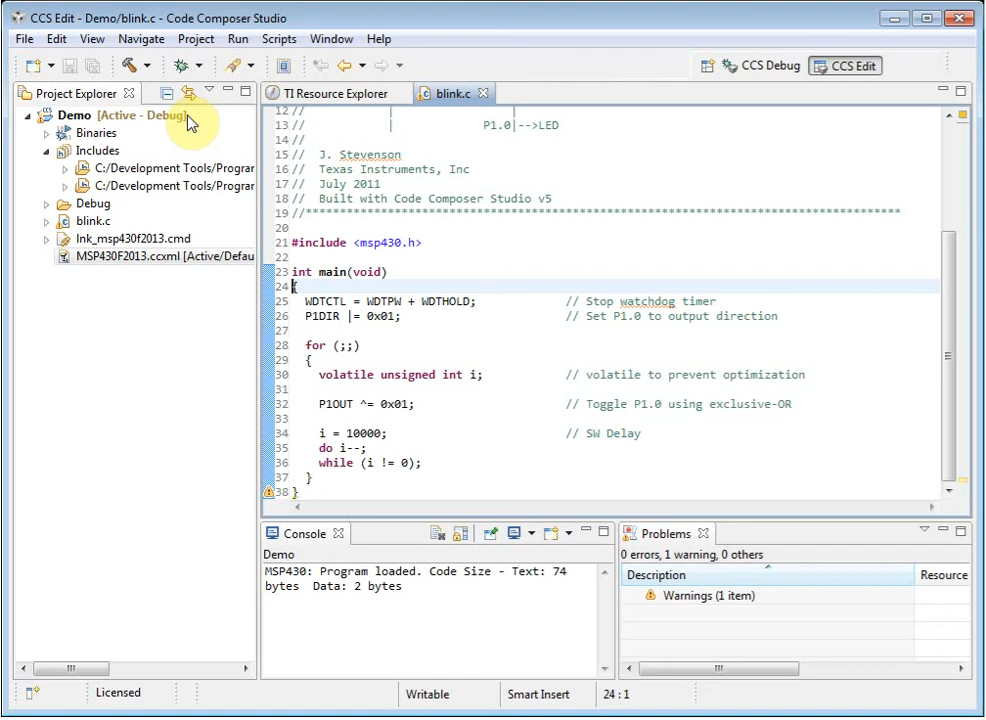 CCS Edit - Demo/blink.c - Code Composer Studio
File Edit View Navigate Project Run Scripts Window Help
CCS Debug CCS Edit
Project Explorer
Demo [Active - Debug]
Binaries
Includes
C:/Development Tools/Progra
C:/Development Tools/Progra
Debug
blink.c
lnk_msp430f2013.cmd
MSP430F2013.ccxml [Active/Defau
TI Resource Explorer blink.c
12 // | |
13 // | P1.0|-->LED
14 //
15 // J. Stevenson
16 // Texas Instruments, Inc
17 // July 2011
18 // Built with Code Composer Studio v5
19 //******************************************************************************
20
21 #include <msp430.h>
22
23 int main(void)
24 {
25 WDTCTL = WDTPW + WDTHOLD; // Stop watchdog timer
26 P1DIR |= 0x01; // Set P1.0 to output direction
27
28 for (;;)
29 {
30 volatile unsigned int i; // volatile to prevent optimization
31
32 P1OUT ^= 0x01; // Toggle P1.0 using exclusive-OR
33
34 i = 10000; // SW Delay
35 do i--;
36 while (i != 0);
37 }
38 }
Console
Demo
MSP430: Program loaded. Code Size - Text: 74
bytes Data: 2 bytes
Problems
0 errors, 1 warning, 0 others
Description Resource
Warnings (1 item)
Licensed Writable Smart Insert 24 : 1